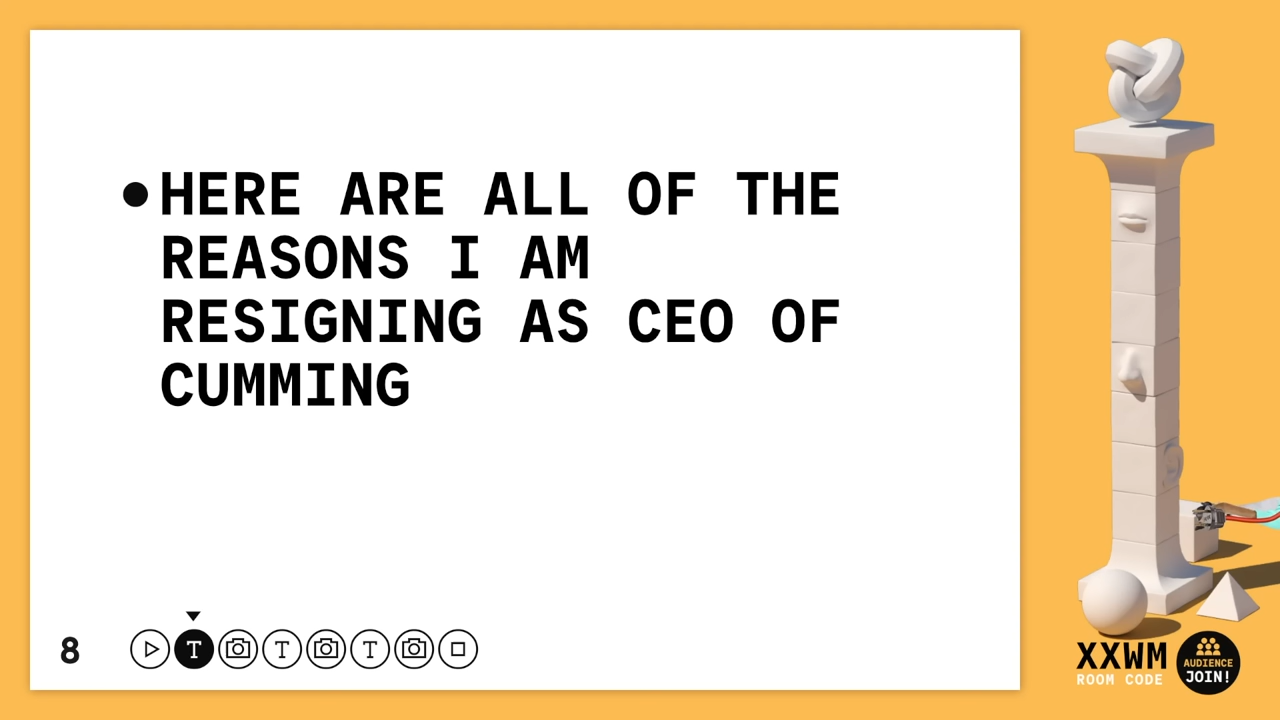 HERE ARE ALL OF THE
REASONS I AM
RESIGNING AS CEO OF
CUMMING
8
T
T
T
XXWM
ROOM CODE
AUDIENCE
JOIN!